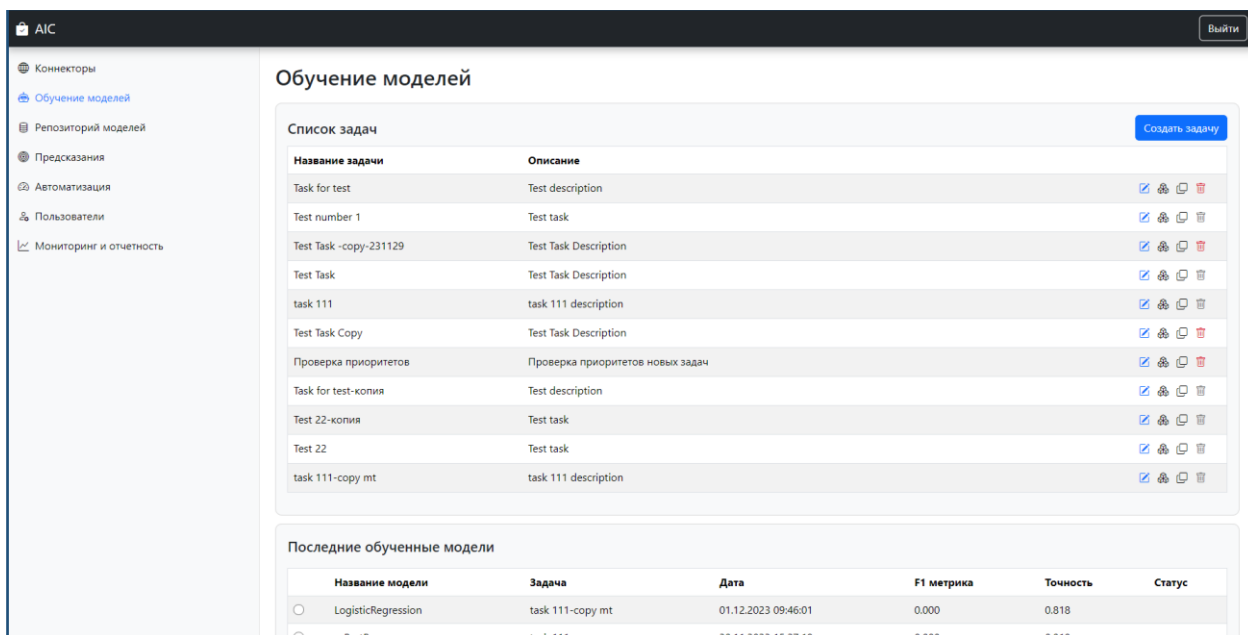 AIC Выйти
Коннекторы
Обучение моделей
Репозиторий моделей
Предсказания
Автоматизация
Пользователи
Мониторинг и отчетность
Обучение моделей
Список задач Создать задачу
Название задачи Описание
Task for test Test description
Test number 1 Test task
Test Task -copy-231129 Test Task Description
Test Task Test Task Description
task 111 task 111 description
Test Task Copy Test Task Description
Проверка приоритетов Проверка приоритетов новых задач
Task for test-копия Test description
Test 22-копия Test task
Test 22 Test task
task 111-copy mt task 111 description
Последние обученные модели
Название модели Задача Дата F1 метрика Точность Статус
LogisticRegression task 111-copy mt 01.12.2023 09:46:01 0.000 0.818